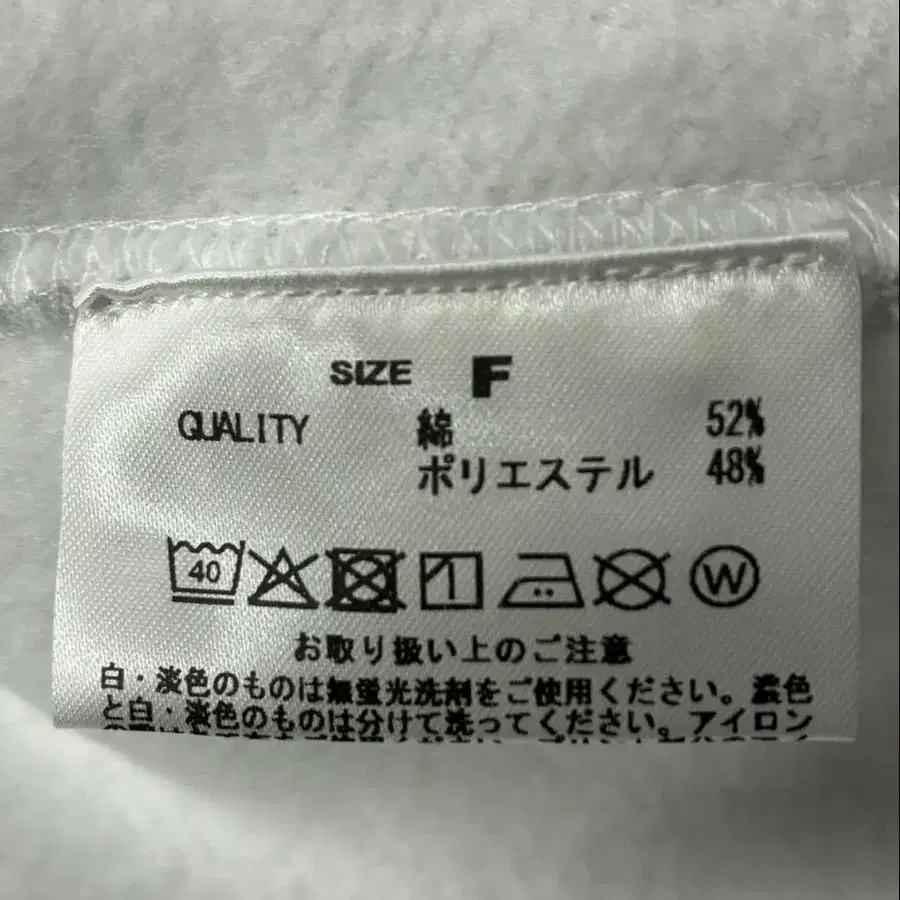 SIZE F
QUALITY 綿 52%
ポリエステル 48%
40 W
お取り扱い上のご注意
白・淡色のものは無蛍光洗剤をご使用ください。濃色
と白・淡色のものは分けて洗ってください。アイロン